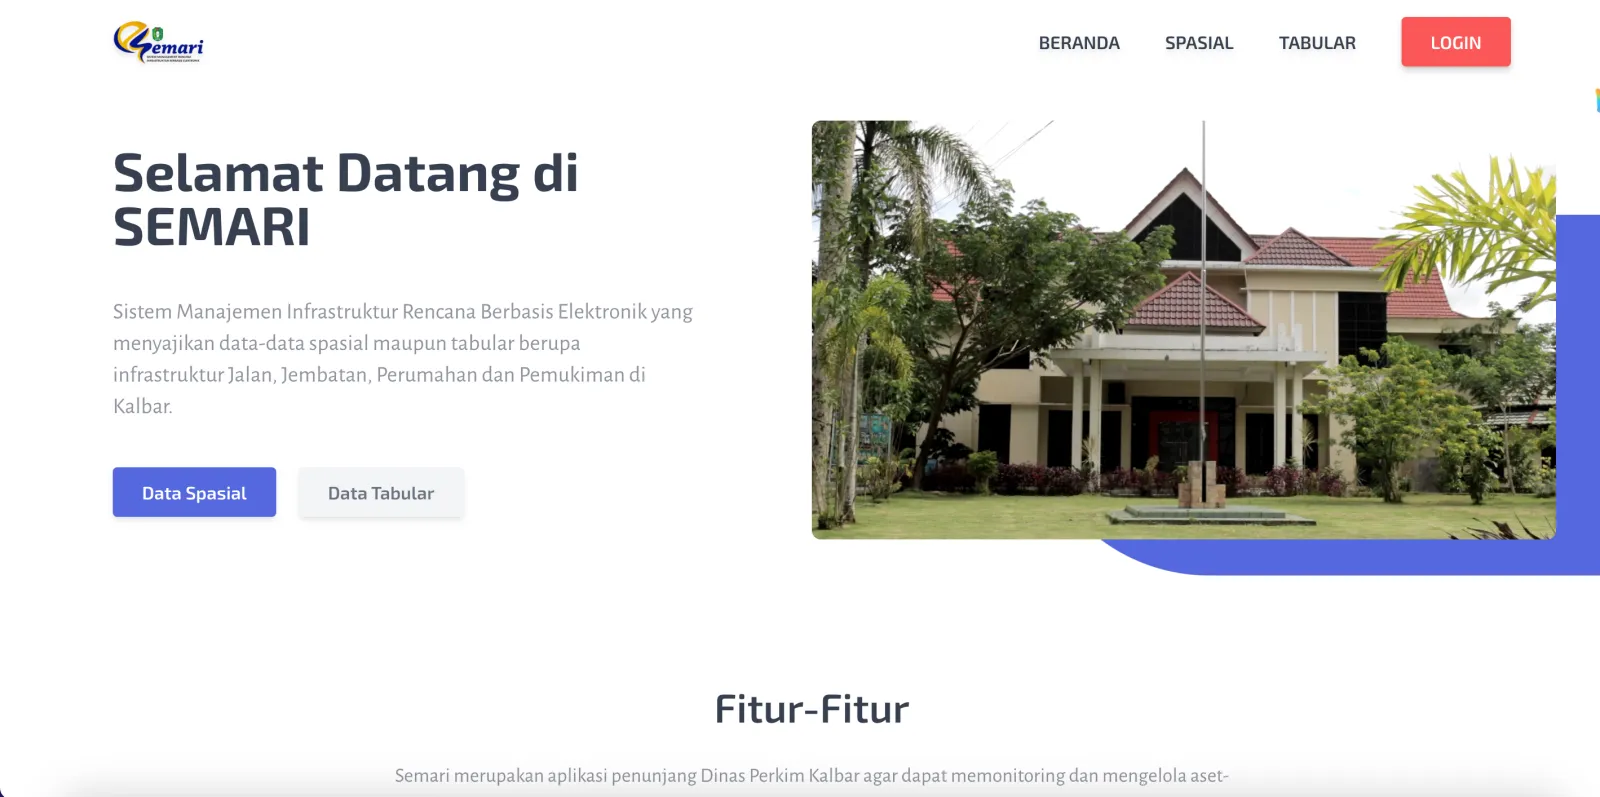 Semari
BERANDA
SPASIAL
TABULAR
LOGIN
Selamat Datang di
SEMARI
Sistem Manajemen Infrastruktur Rencana Berbasis Elektronik yang
menyajikan data-data spasial maupun tabular berupa
infrastruktur Jalan, Jembatan, Perumahan dan Pemukiman di
Kalbar.
Data Spasial
Data Tabular
Fitur-Fitur
Semari merupakan aplikasi penunjang Dinas Perkim Kalbar agar dapat memonitoring dan mengelola aset-